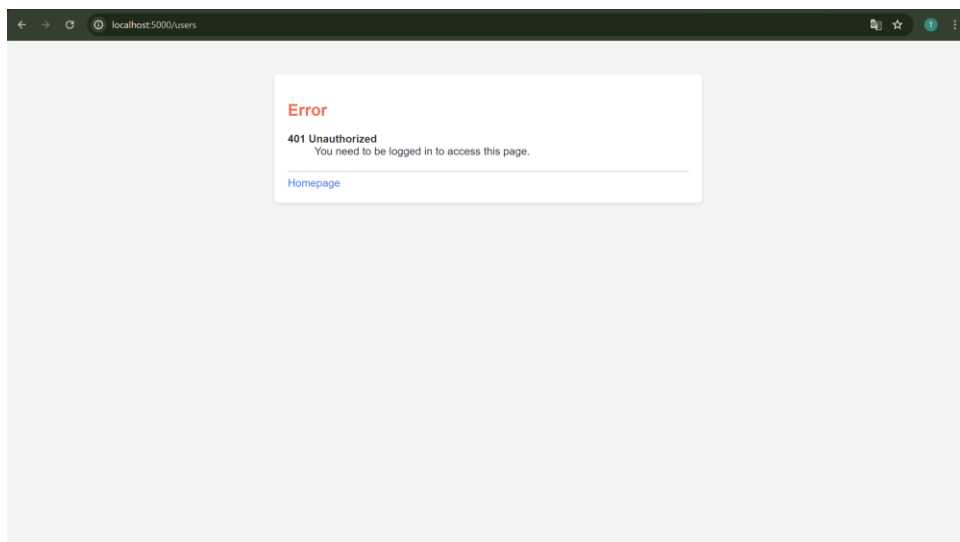 localhost:5000/users
T
Error
401 Unauthorized
You need to be logged in to access this page.
Homepage